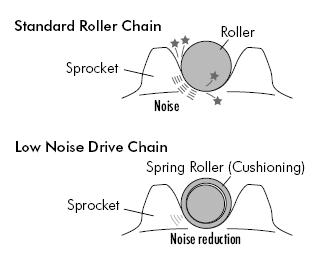 Standard Roller Chain
Roller
Sprocket
Noise
Low Noise Drive Chain
Spring Roller (Cushioning)
Sprocket
Noise reduction